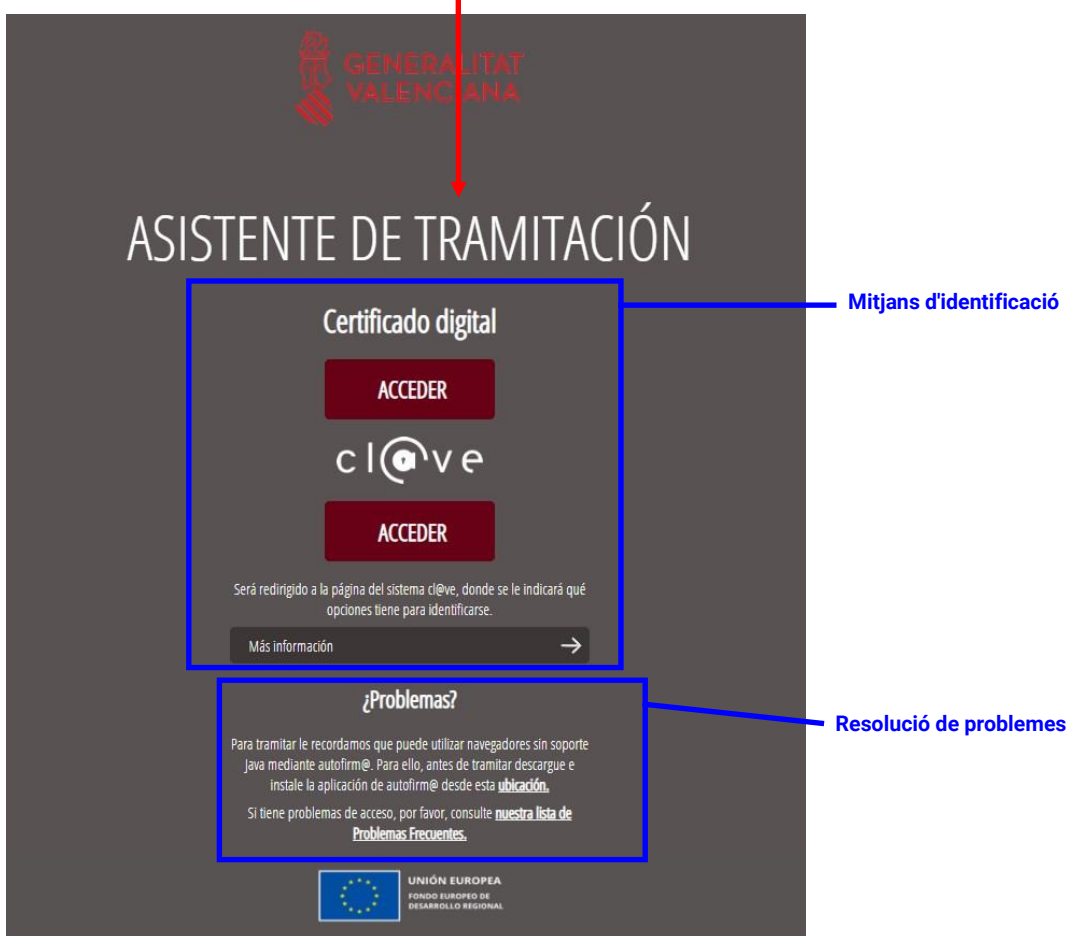 GENERALITAT
VALENCIANA
ASISTENTE DE TRAMITACIÓN
Mitjans d'identificació
Certificado digital
ACCEDER
cl@ve
ACCEDER
Será redirigido a la página del sistema cl@ve, donde se le indicará qué
opciones tiene para identificarse.
Más información
¿Problemas?
Resolució de problemes
Para tramitar le recordamos que puede utilizar navegadores sin soporte
Java mediante autofirm@. Para ello, antes de tramitar descargue e
instale la aplicación de autofirm@ desde esta ubicación.
Si tiene problemas de acceso, por favor, consulte nuestra lista de
Problemas Frecuentes.
UNIÓN EUROPEA
FONDO EUROPEO DE
DESARROLLO REGIONAL